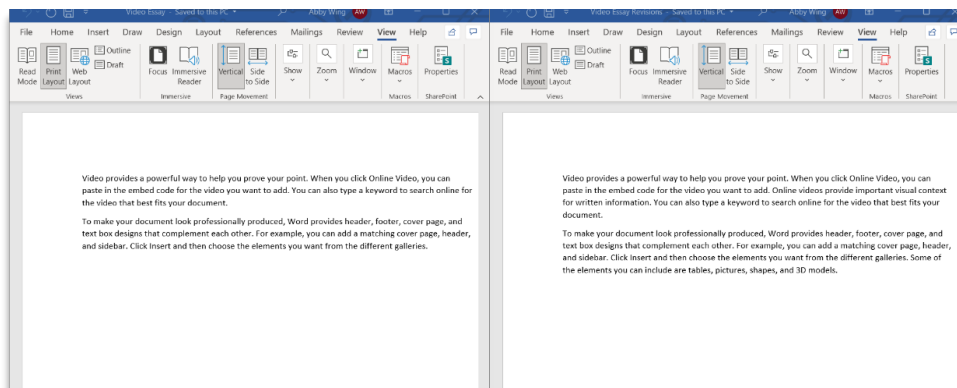 Video Essay - Saved to this PC
Abby Wing AW
File Home Insert Draw Design Layout References Mailings Review View Help
Outline
Draft
Read Mode
Print Layout
Web Layout
Focus
Immersive Reader
Vertical
Side to Side
Show
Zoom
Window
Macros
Properties
Views
Immersive
Page Movement
Macros
SharePoint
Video provides a powerful way to help you prove your point. When you click Online Video, you can
paste in the embed code for the video you want to add. You can also type a keyword to search online for
the video that best fits your document.
To make your document look professionally produced, Word provides header, footer, cover page, and
text box designs that complement each other. For example, you can add a matching cover page, header,
and sidebar. Click Insert and then choose the elements you want from the different galleries.
Video Essay Revisions - Saved to this PC
Abby Wing AW
File Home Insert Draw Design Layout References Mailings Review View Help
Outline
Draft
Read Mode
Print Layout
Web Layout
Focus
Immersive Reader
Vertical
Side to Side
Show
Zoom
Window
Macros
Properties
Views
Immersive
Page Movement
Macros
SharePoint
Video provides a powerful way to help you prove your point. When you click Online Video, you can
paste in the embed code for the video you want to add. Online videos provide important visual context
for written information. You can also type a keyword to search online for the video that best fits your
document.
To make your document look professionally produced, Word provides header, footer, cover page, and
text box designs that complement each other. For example, you can add a matching cover page, header,
and sidebar. Click Insert and then choose the elements you want from the different galleries. Some of
the elements you can include are tables, pictures, shapes, and 3D models.